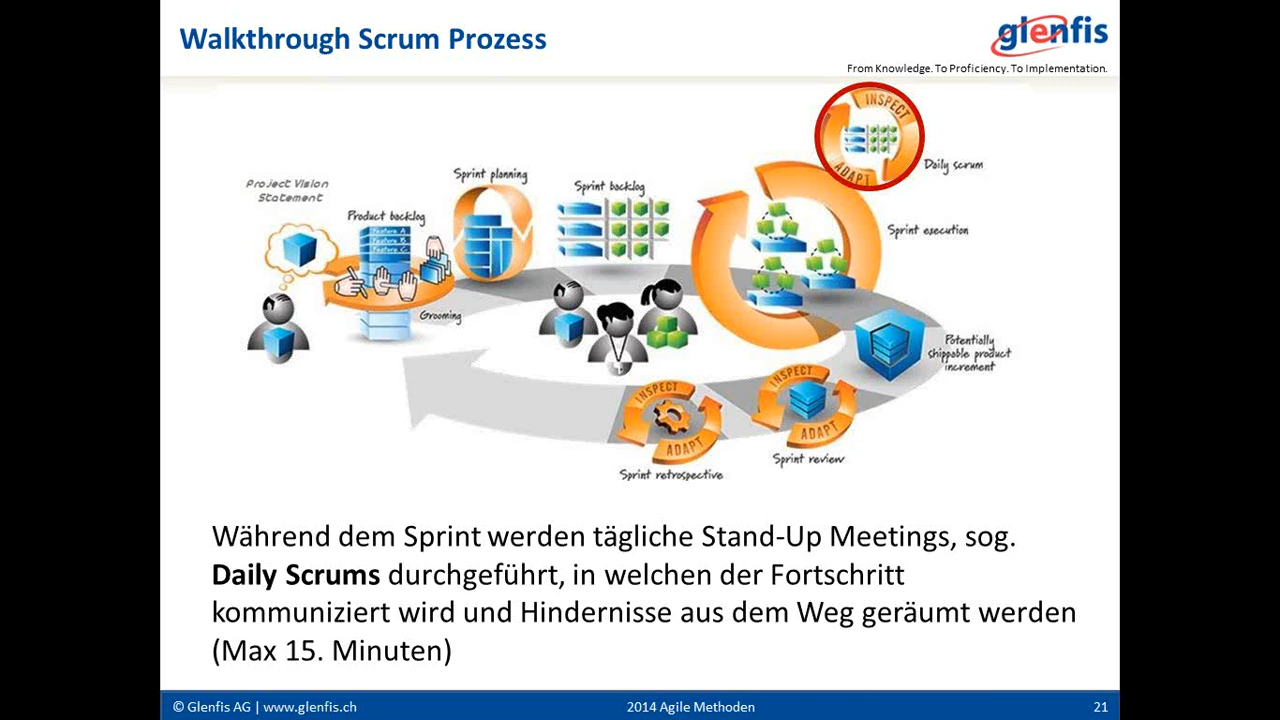 Walkthrough Scrum Prozess
glenfis
From Knowledge. To Proficiency. To Implementation.
INSPECT
ADAPT
Daily scrum
Project Vision
Statement
Sprint planning
Sprint backlog
Product backlog
Feature A
Feature B
Feature C
Grooming
Sprint execution
Potentially
shippable product
increment
INSPECT
ADAPT
Sprint review
INSPECT
ADAPT
Sprint retrospective
Während dem Sprint werden tägliche Stand-Up Meetings, sog.
Daily Scrums durchgeführt, in welchen der Fortschritt
kommuniziert wird und Hindernisse aus dem Weg geräumt werden
(Max 15. Minuten)
© Glenfis AG | www.glenfis.ch
2014 Agile Methoden
21